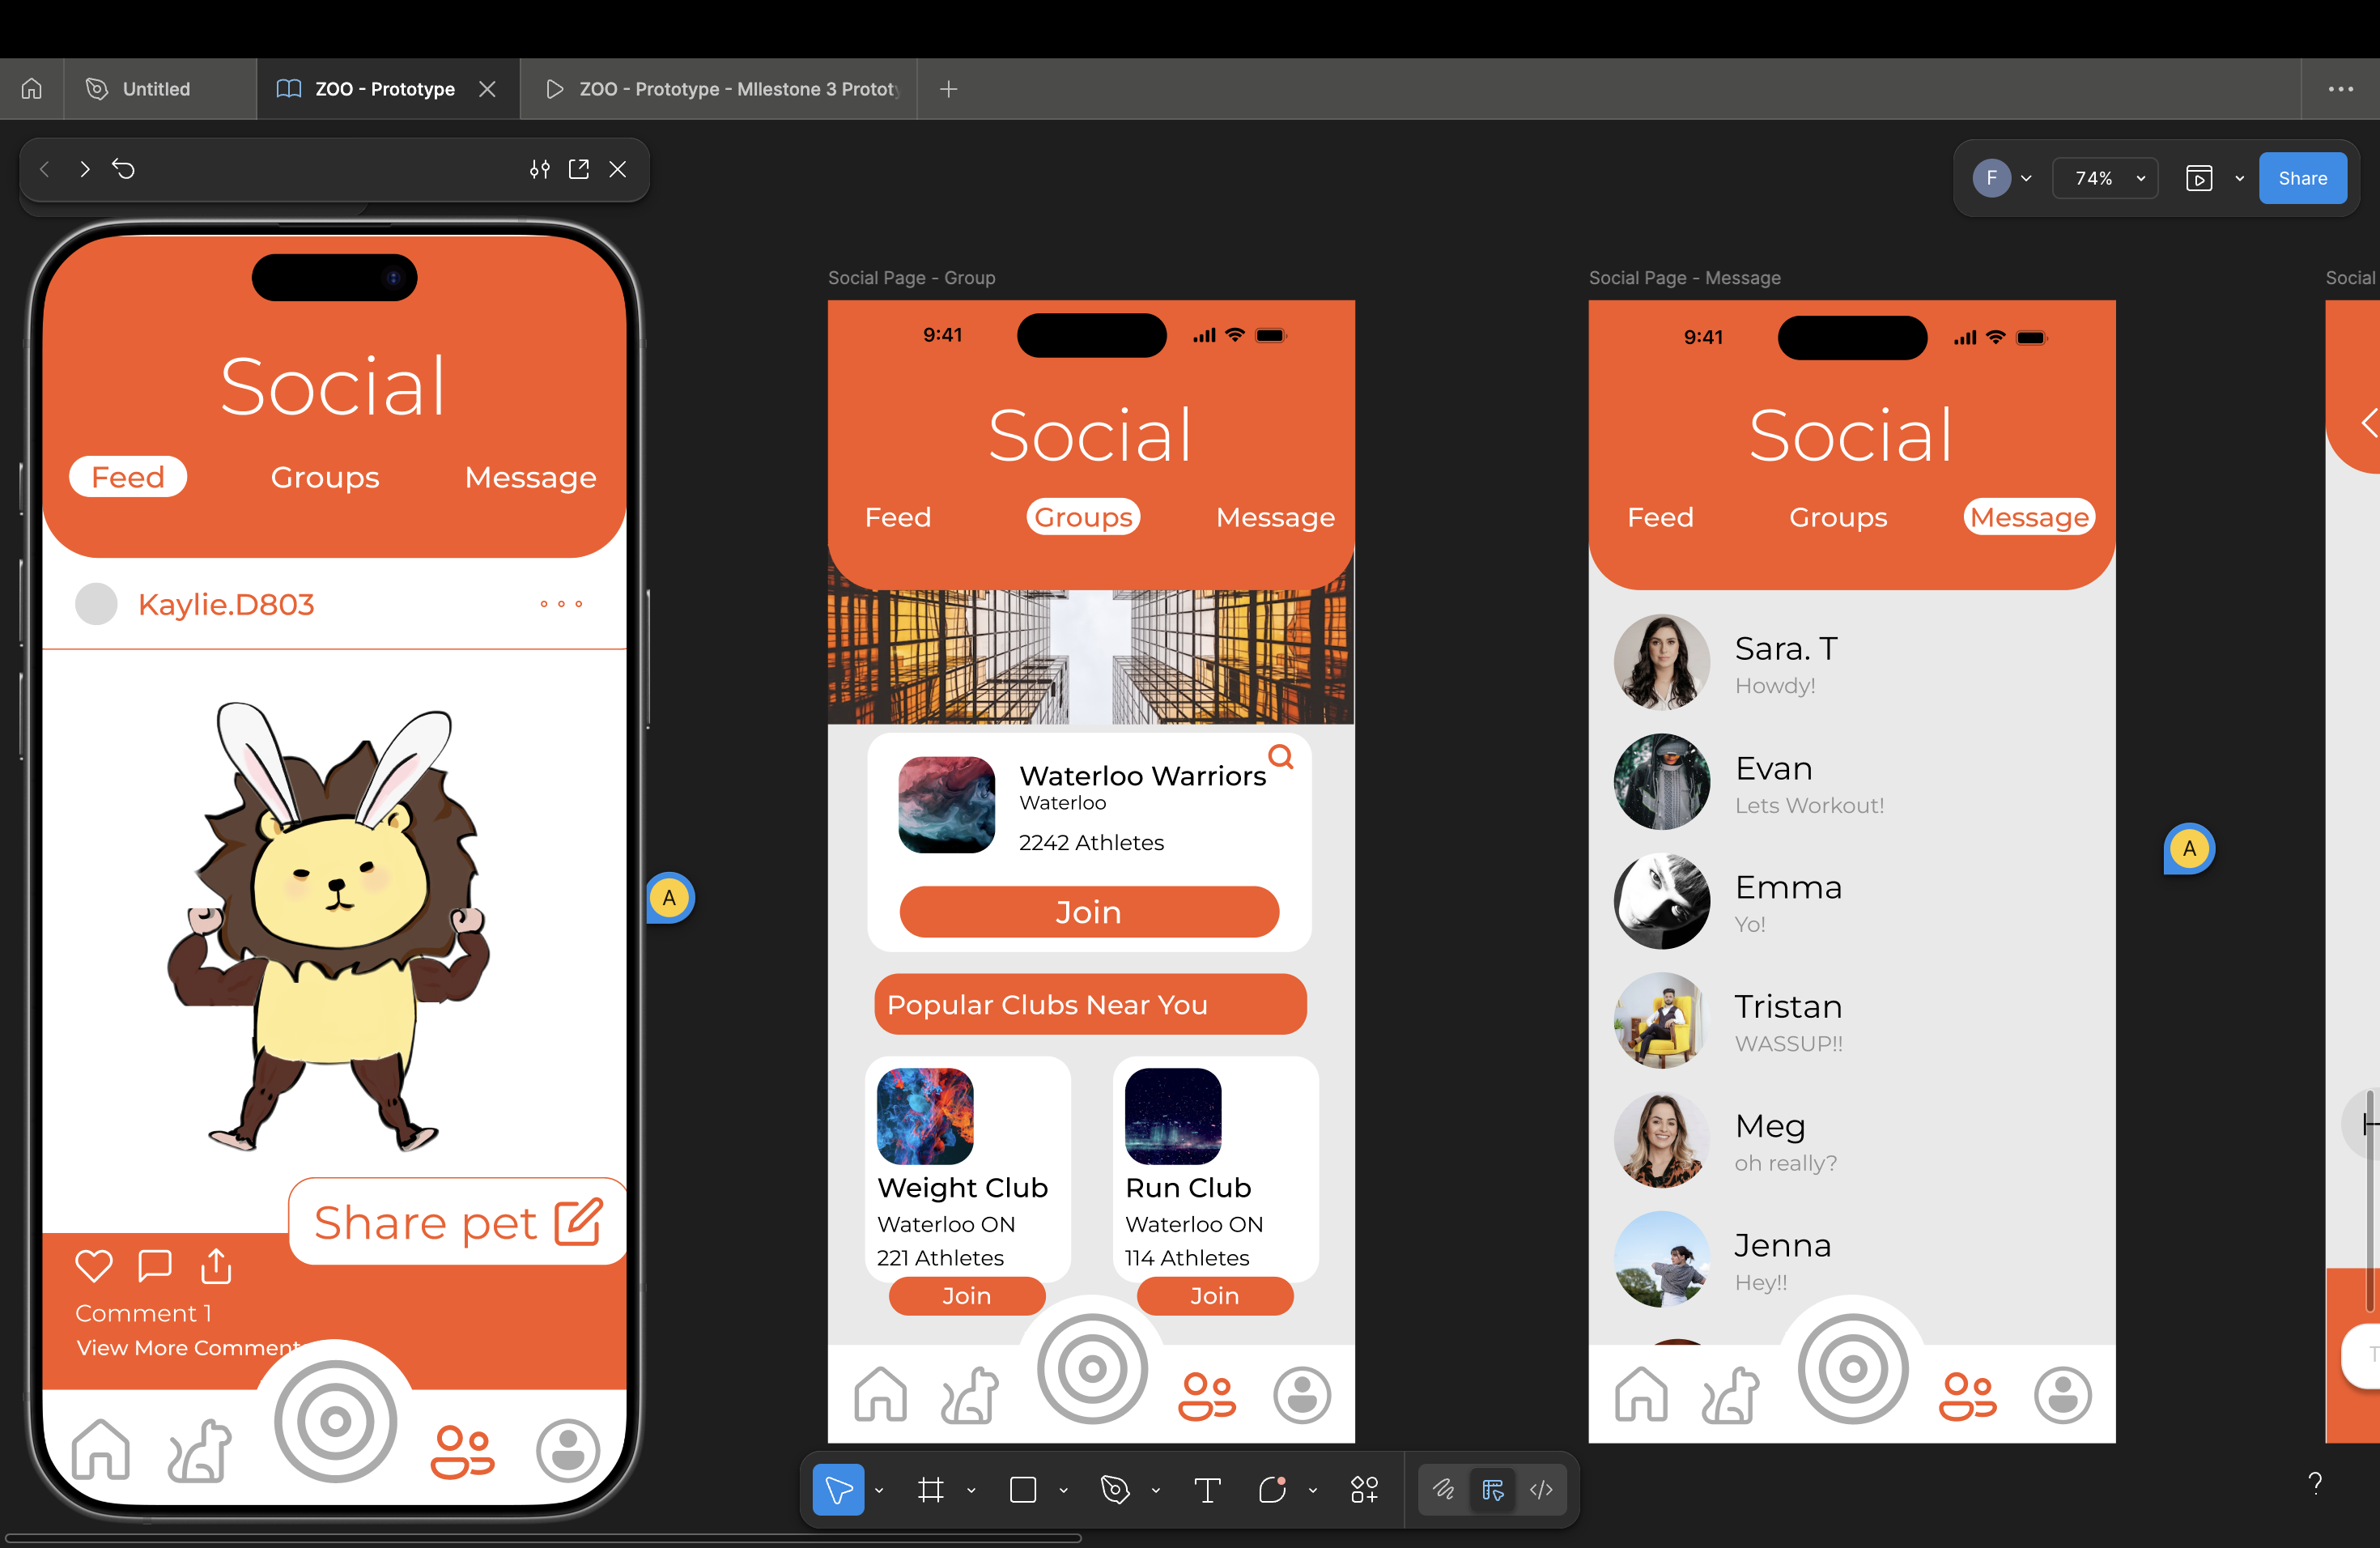 Untitled
ZOO - Prototype
ZOO - Prototype - MIlestone 3 Protot
F
74%
Share
Social
Feed
Groups
Message
Kaylie.D803
Share pet
Comment 1
View More Comment
A
Social Page - Group
9:41
Social
Feed
Groups
Message
Waterloo Warriors
Waterloo
2242 Athletes
Join
Popular Clubs Near You
Weight Club
Waterloo ON
221 Athletes
Join
Run Club
Waterloo ON
114 Athletes
Join
Social Page - Message
9:41
Social
Feed
Groups
Message
Sara. T
Howdy!
Evan
Lets Workout!
Emma
Yo!
Tristan
WASSUP!!
Meg
oh really?
Jenna
Hey!!
A
Social
?